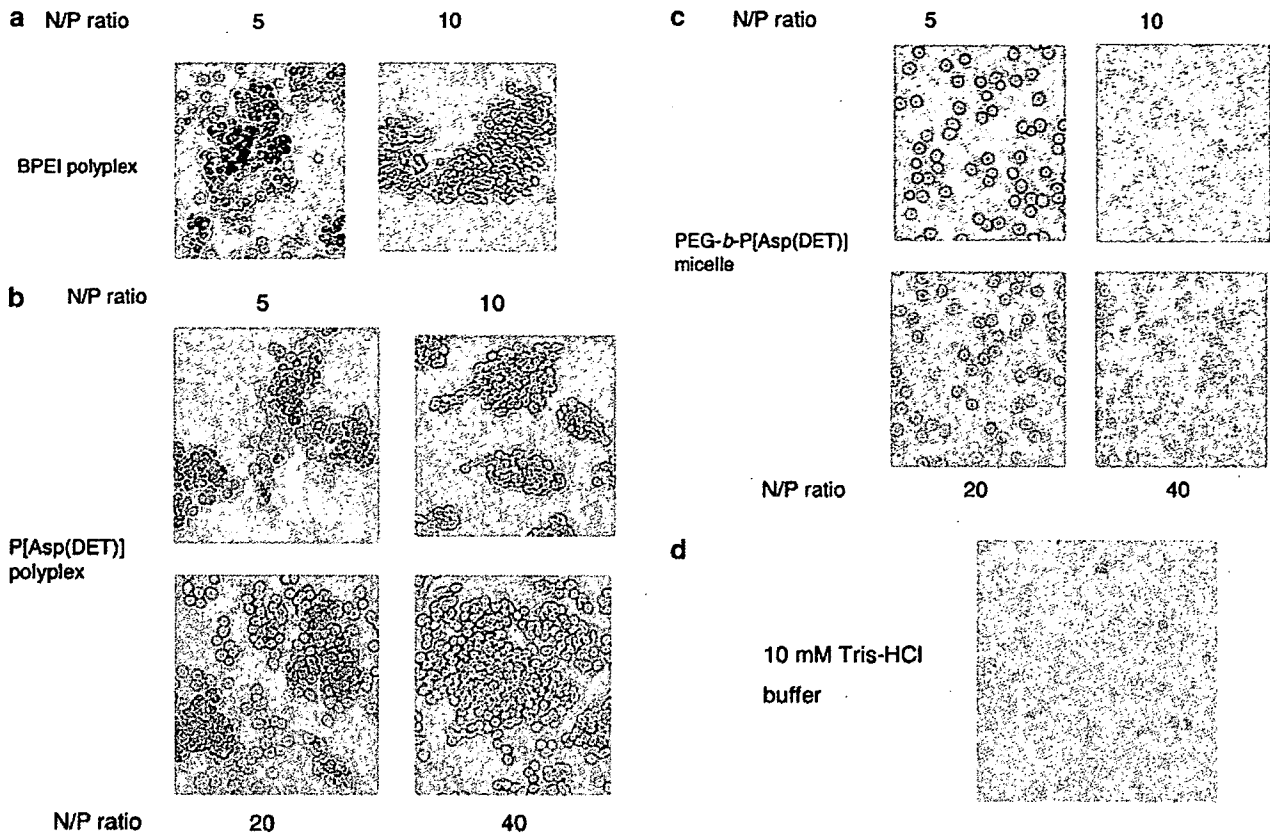 a N/P ratio 5 10
BPEI polyplex
b N/P ratio 5 10
P[Asp(DET)]
polyplex
N/P ratio 20 40
c N/P ratio 5 10
PEG-b-P[Asp(DET)]
micelle
N/P ratio 20 40
d
10 mM Tris-HCl
buffer